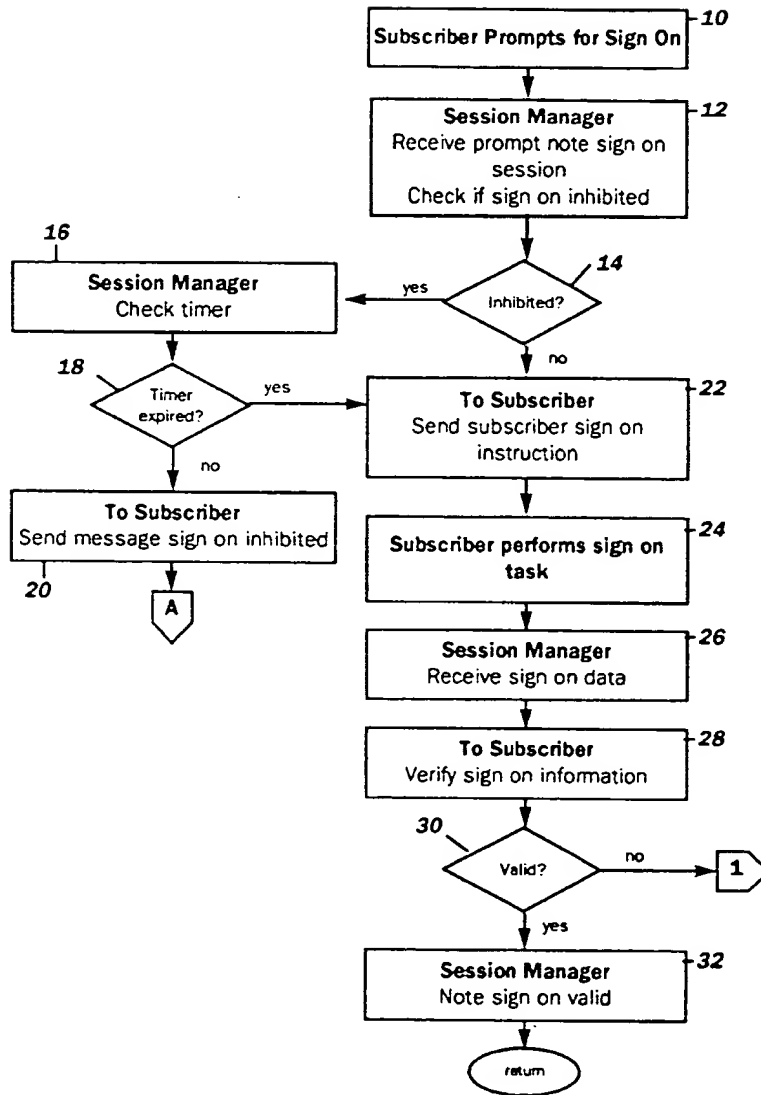 10
Subscriber Prompts for Sign On
12
Session Manager
Receive prompt note sign on
session
Check if sign on inhibited
14
Inhibited?
yes
no
16
Session Manager
Check timer
18
Timer
expired?
yes
no
20
To Subscriber
Send message sign on inhibited
A
22
To Subscriber
Send subscriber sign on
instruction
24
Subscriber performs sign on
task
26
Session Manager
Receive sign on data
28
To Subscriber
Verify sign on information
30
Valid?
no
1
yes
32
Session Manager
Note sign on valid
return